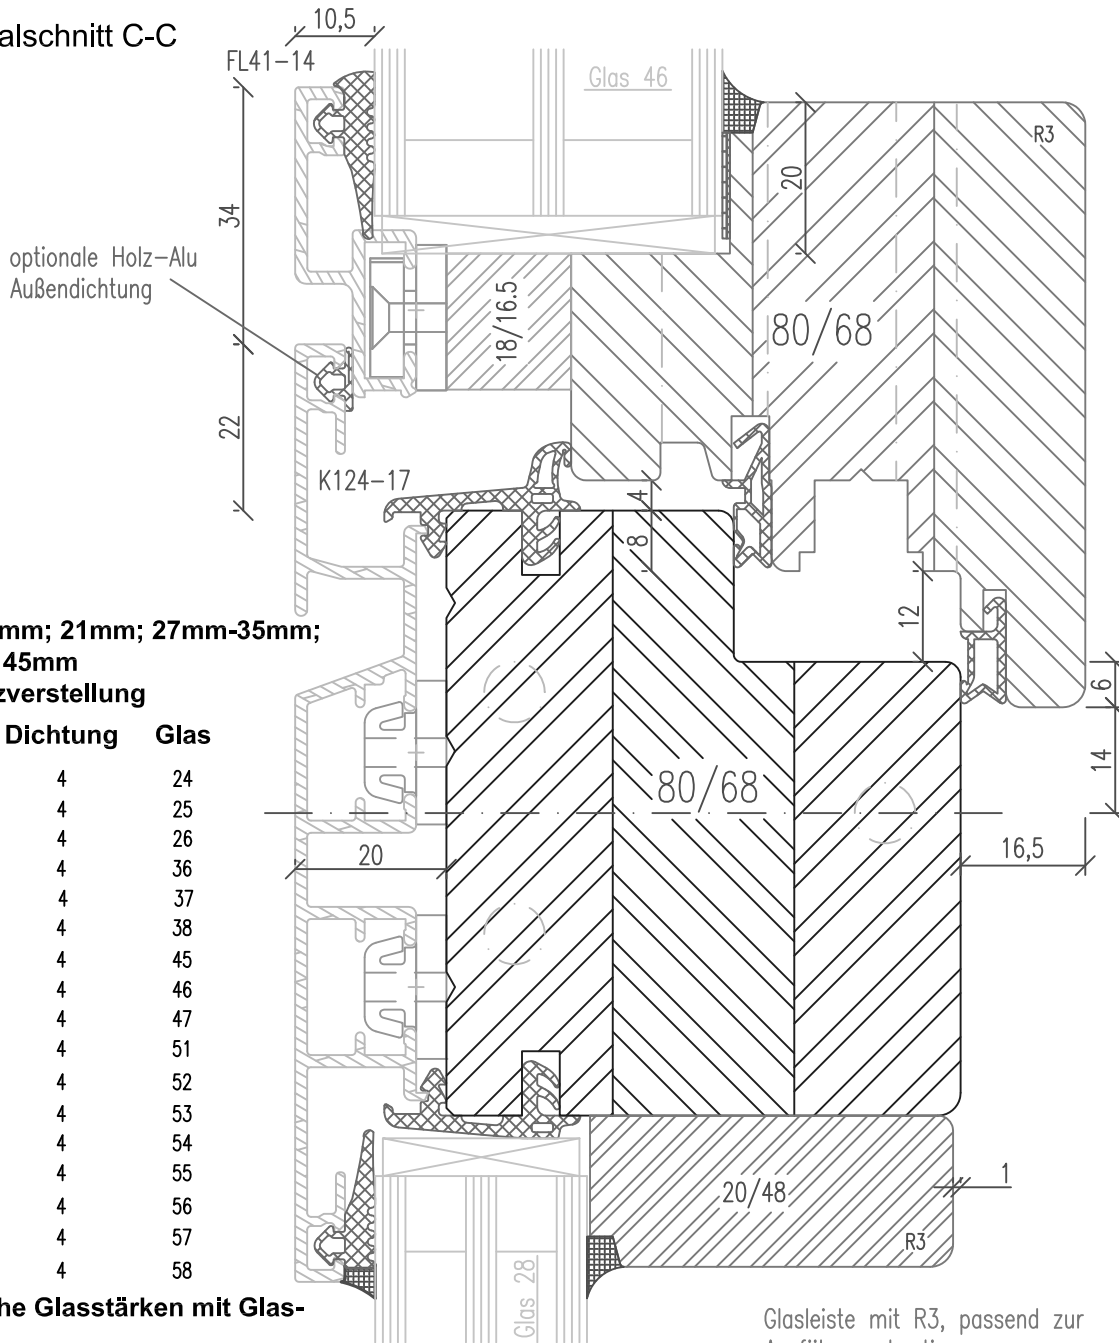 alschnitt C-C
10,5
FL41-14
Glas 46
R3
20
34
optionale Holz-Alu
Außendichtung
18/16.5
80/68
22
K124-17
4
8
12
mm; 21mm; 27mm-35mm;
45mm
zverstellung
6
14
Dichtung Glas
4 24
4 25
4 26
4 36
4 37
4 38
4 45
4 46
4 47
4 51
4 52
4 53
4 54
4 55
4 56
4 57
4 58
80/68
20
16,5
20/48
1
R3
Glas 28
he Glasstärken mit Glas-
Glasleiste mit R3, passend zur